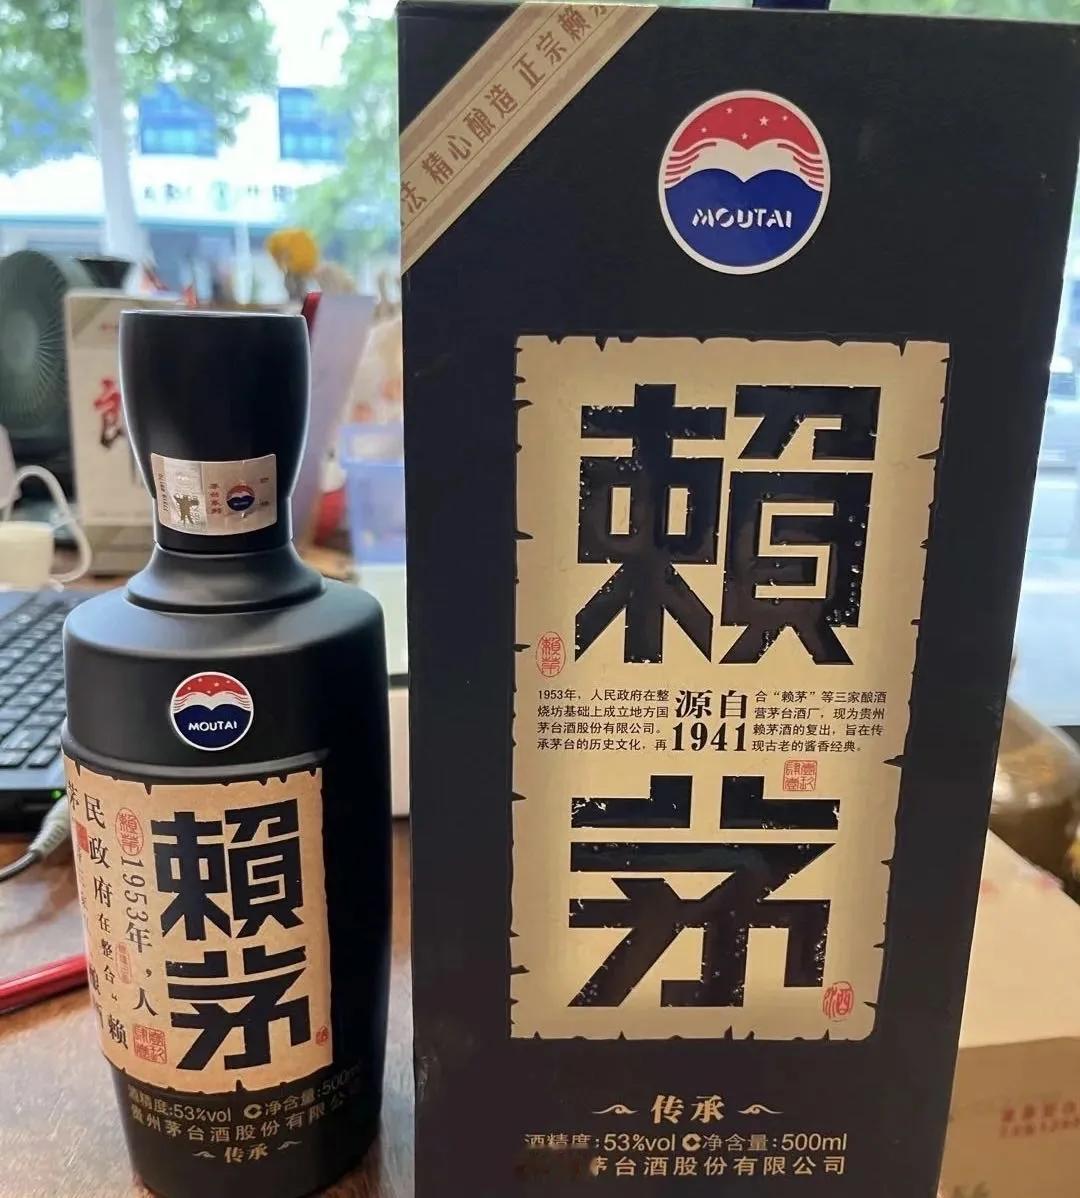 法 精心酿造 正宗赖
MOUTAI
賴
賴茅
1953年，人民政府在整
合“赖茅”等三家酿酒
烧坊基础上成立地方国
营茅台酒厂，现为贵州
茅台酒股份有限公司。
赖茅酒的复出，旨在传
承茅台的历史文化，再
现古老的酱香经典。
源自
1941
茅
酒
传承
酒精度:53%vol 净含量:500ml
茅台酒股份有限公司
MOUTAI
賴茅
賴茅
1953年，人
民政府在整合“赖
酒精度:53%vol 净含量:500ml
贵州茅台酒股份有限公
传承
郎